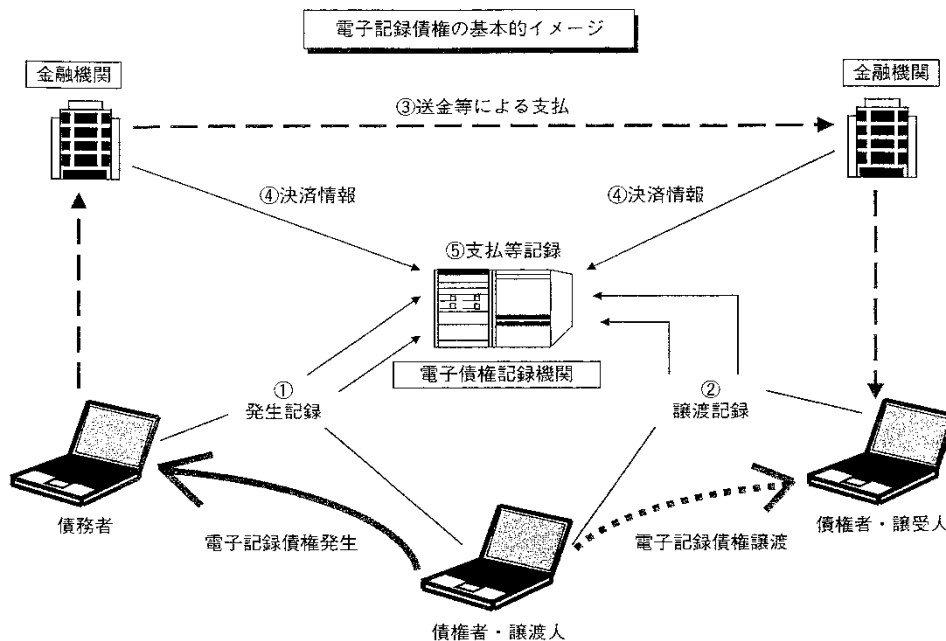 電子記録債権の基本的イメージ
金融機関
金融機関
③送金等による支払
④決済情報
④決済情報
⑤支払等記録
電子債権記録機関
①
発生記録
②
譲渡記録
債務者
電子記録債権発生
電子記録債権譲渡
債権者・譲受人
債権者・譲渡人